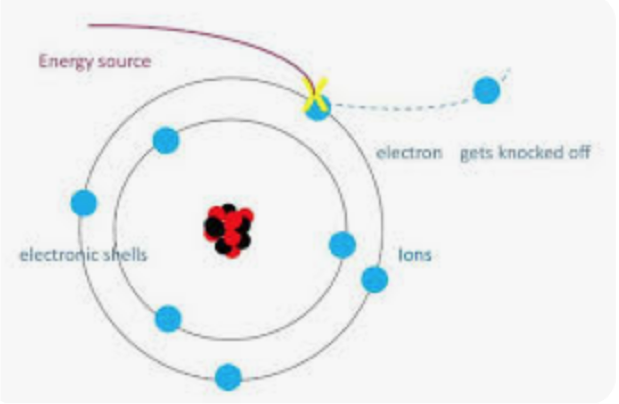 Energy source
electron gets knocked off
electronic shells
Ions